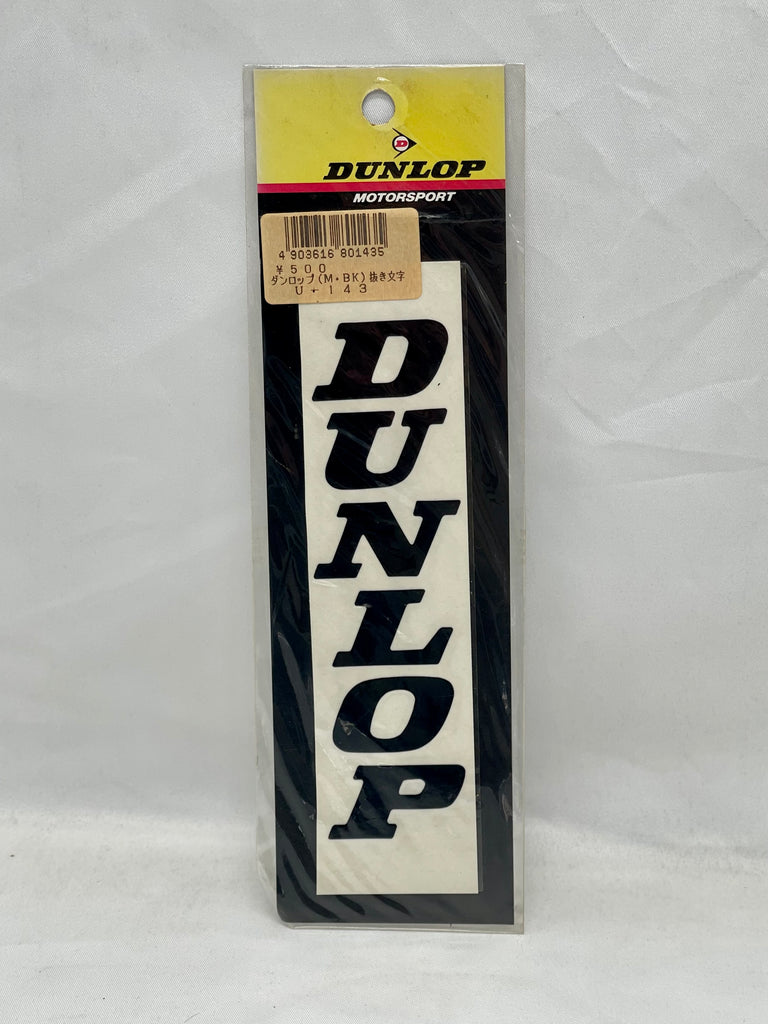 D
DUNLOP
MOTORSPORT
4 903616 801435
¥500
ダンロップ(M・BK)抜き文字
U-143
DUNLOP